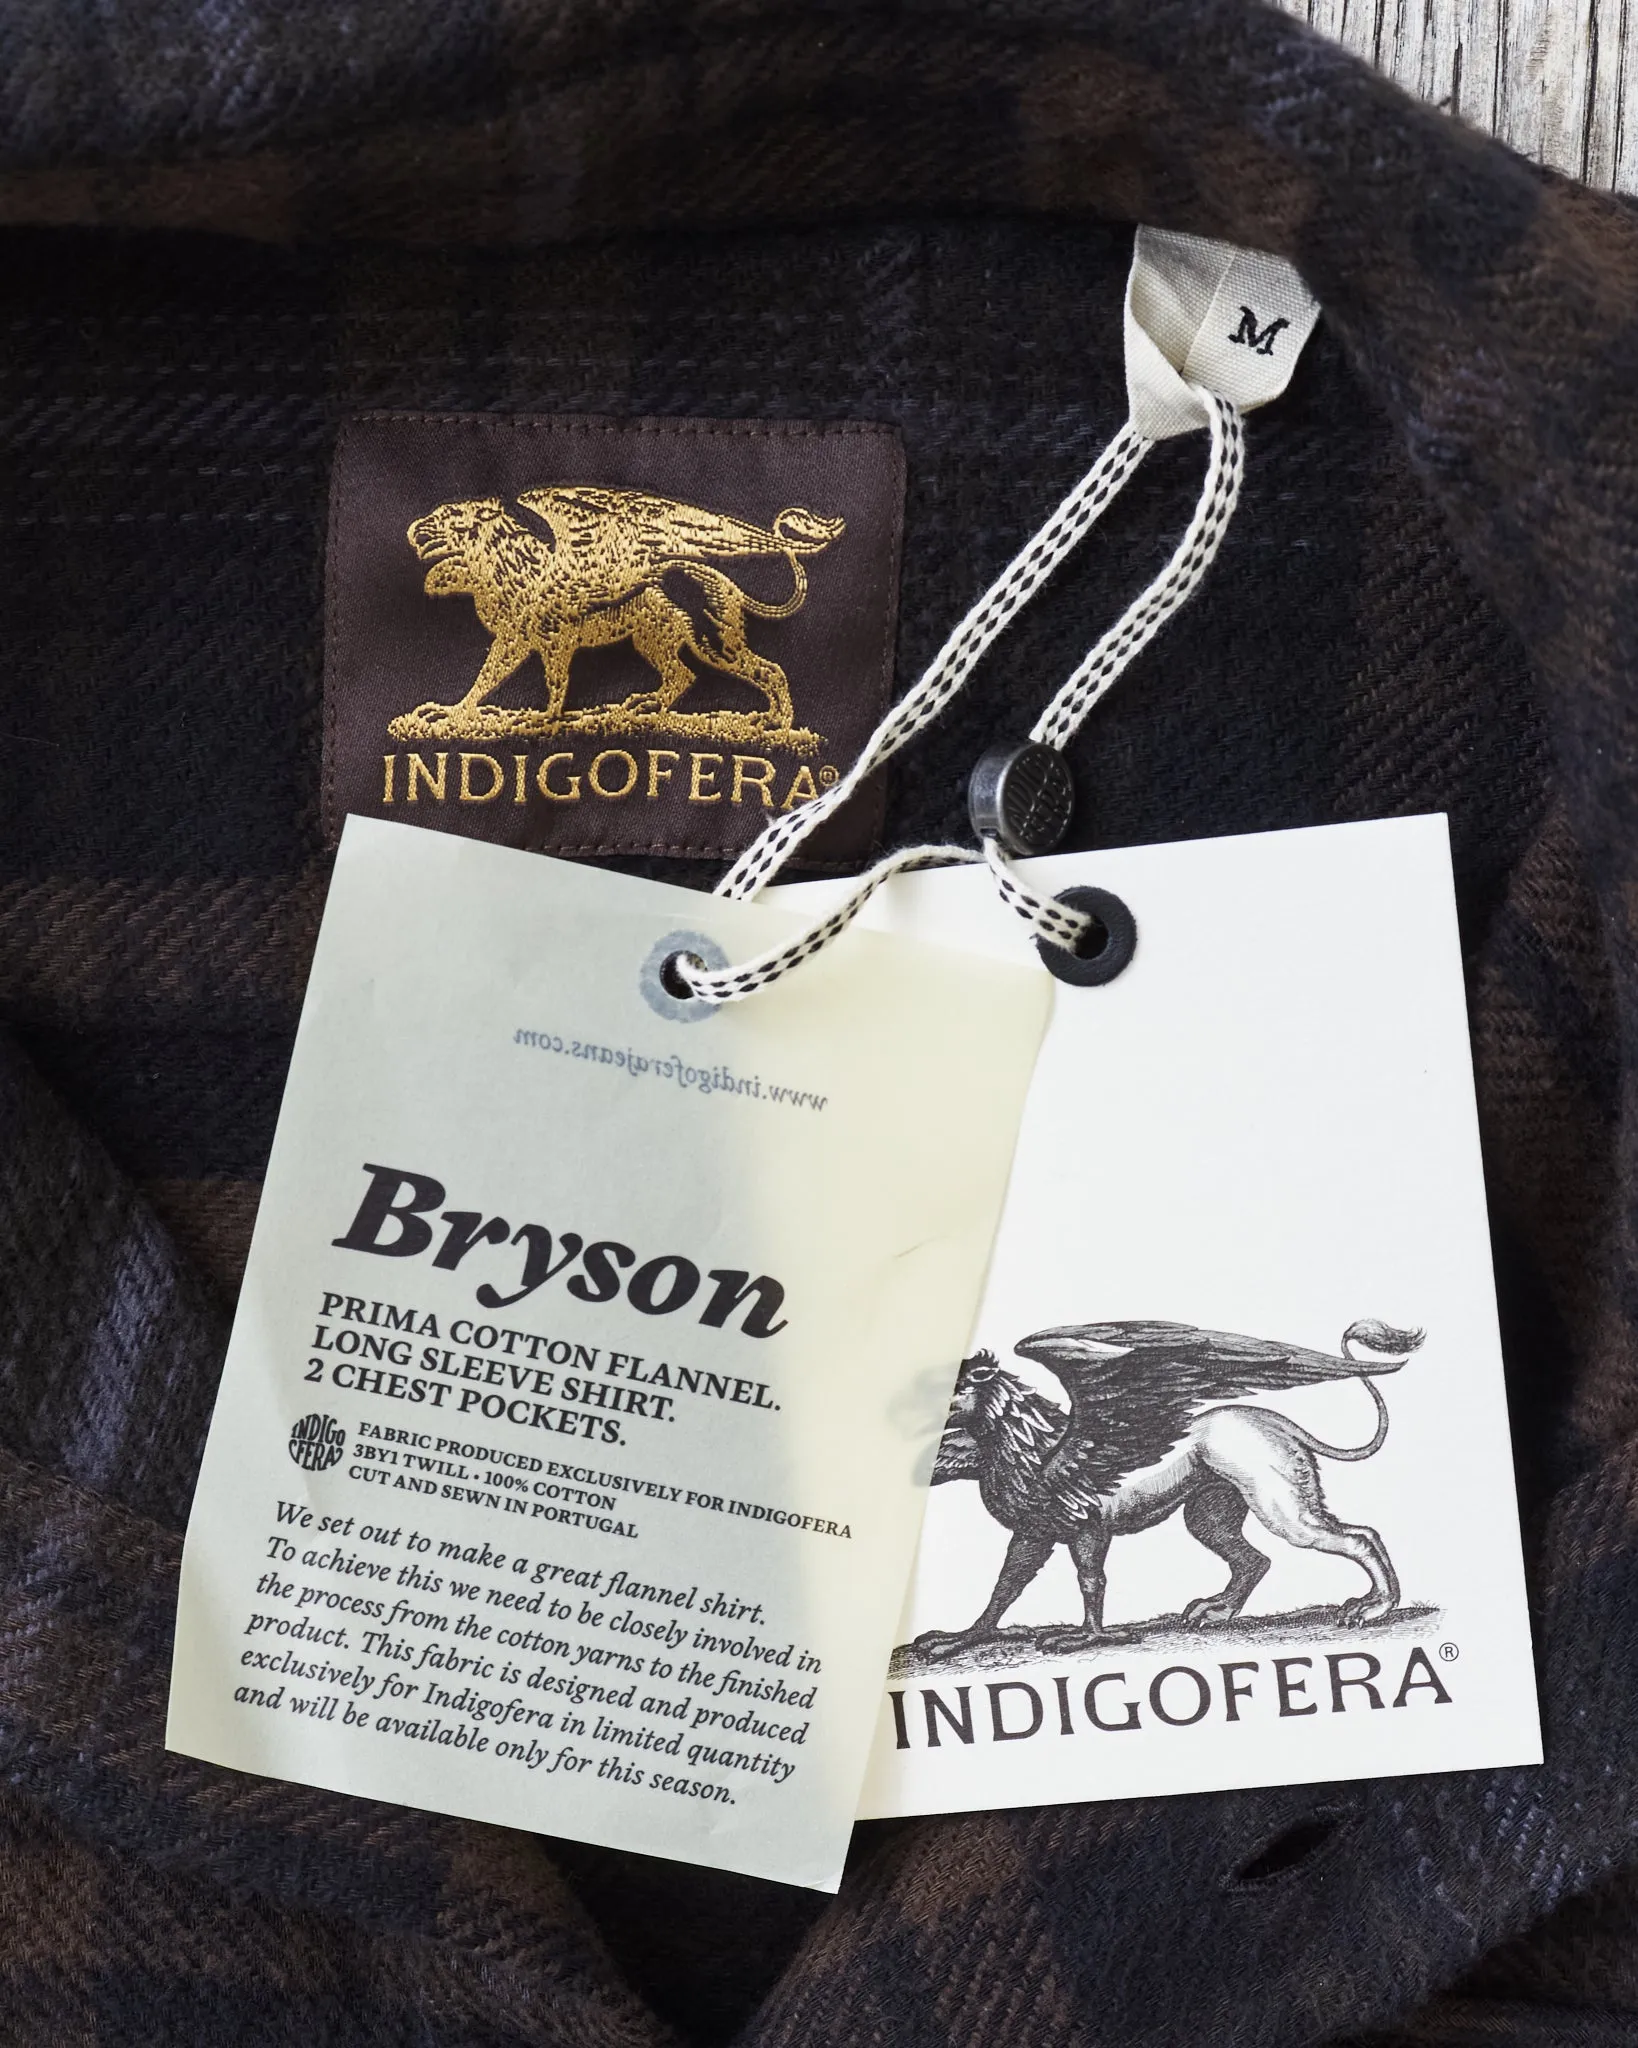 M
INDIGOFERA®
www.indigoferajeans.com
Bryson
PRIMA COTTON FLANNEL.
LONG SLEEVE SHIRT.
2 CHEST POCKETS.
INDIGO
FERA
FABRIC PRODUCED EXCLUSIVELY FOR INDIGOFERA
3BY1 TWILL • 100% COTTON
CUT AND SEWN IN PORTUGAL
We set out to make a great flannel shirt.
To achieve this we need to be closely involved in
the process from the cotton yarns to the finished
product. This fabric is designed and produced
exclusively for Indigofera in limited quantity
and will be available only for this season.
INDIGOFERA®